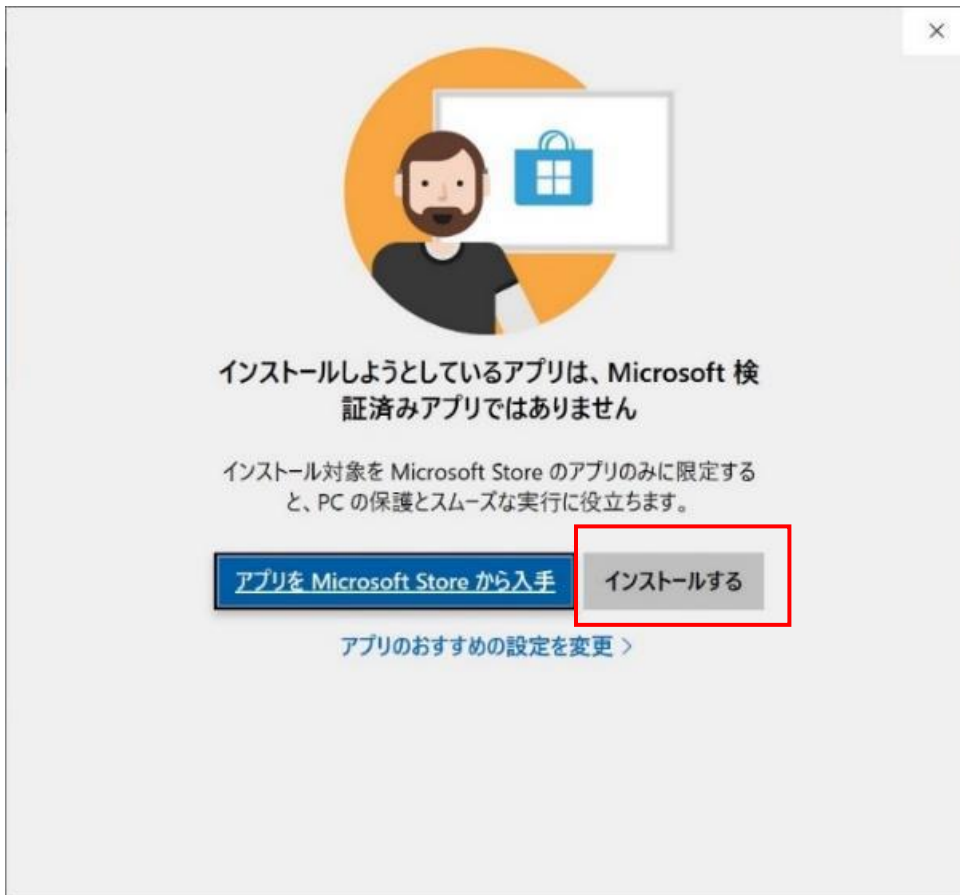 インストールしようとしているアプリは、Microsoft 検
証済みアプリではありません
インストール対象を Microsoft Store のアプリのみに限定する
と、PC の保護とスムーズな実行に役立ちます。
アプリを Microsoft Store から入手
インストールする
アプリのおすすめの設定を変更 >